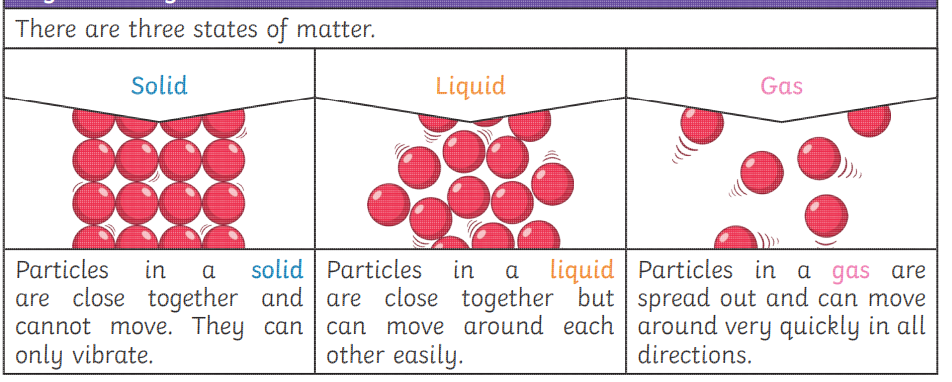 There are three states of matter.
Solid
Liquid
Gas
Particles in a solid
are close together and
cannot move. They can
only vibrate.
Particles in a liquid
are close together but
can move around each
other easily.
Particles in a gas are
spread out and can move
around very quickly in all
directions.